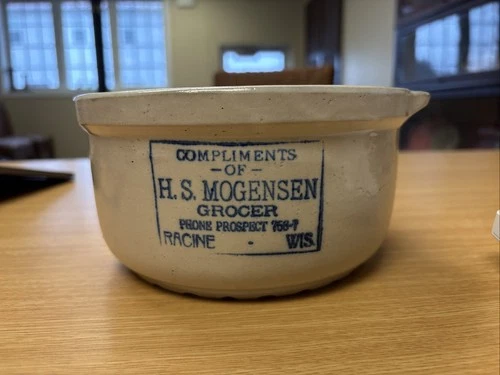 COMPLIMENTS
- OF -
H. S. MOGENSEN
GROCER
PHONE PROSPECT 758-7
RACINE - WIS.